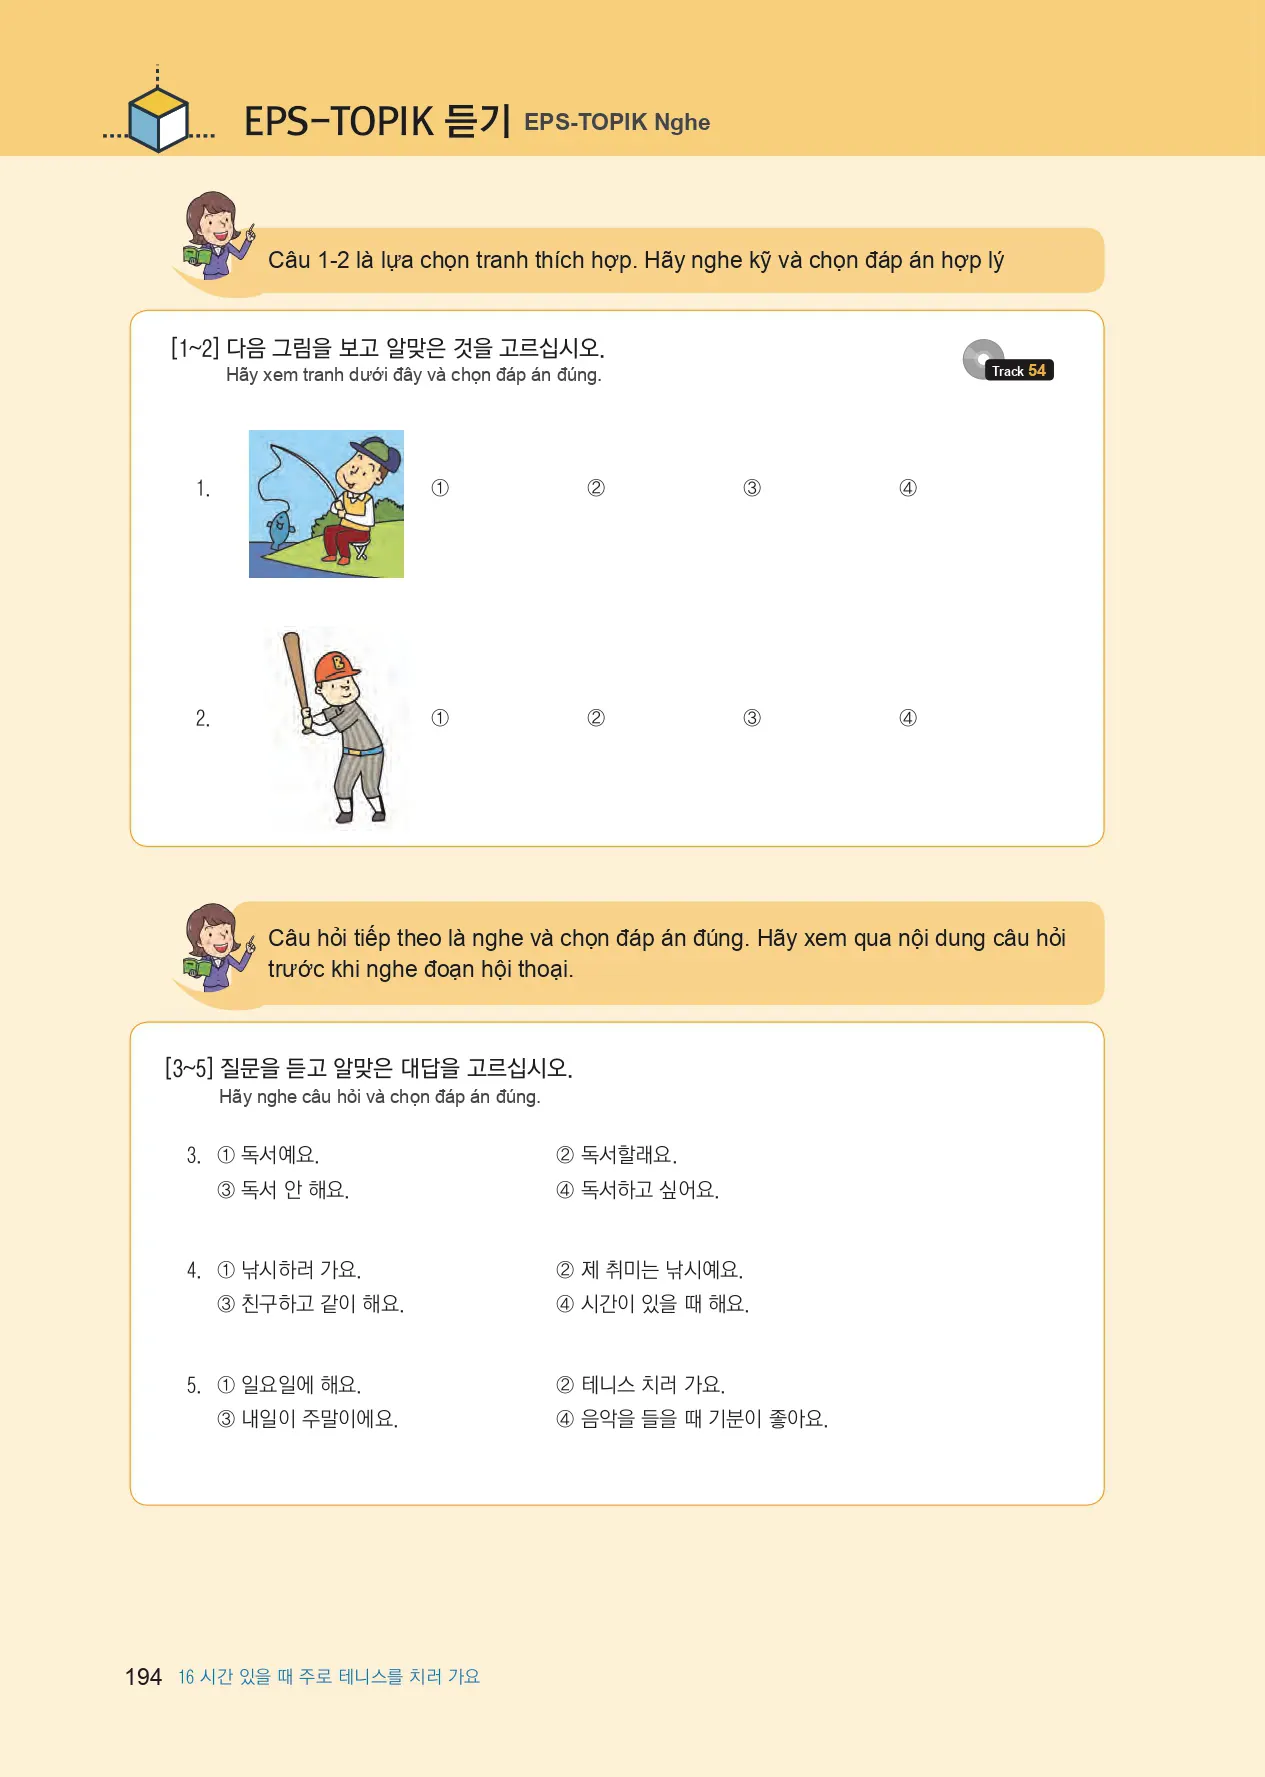 EPS-TOPIK 듣기 EPS-TOPIK Nghe
Câu 1-2 là lựa chọn tranh thích hợp. Hãy nghe kỹ và chọn đáp án hợp lý
[1~2] 다음 그림을 보고 알맞은 것을 고르십시오.
Hãy xem tranh dưới đây và chọn đáp án đúng.
Track 54
1. ① ② ③ ④
B
2. ① ② ③ ④
Câu hỏi tiếp theo là nghe và chọn đáp án đúng. Hãy xem qua nội dung câu hỏi
trước khi nghe đoạn hội thoại.
[3~5] 질문을 듣고 알맞은 대답을 고르십시오.
Hãy nghe câu hỏi và chọn đáp án đúng.
3. ① 독서예요. ② 독서할래요.
③ 독서 안 해요. ④ 독서하고 싶어요.
4. ① 낚시하러 가요. ② 제 취미는 낚시예요.
③ 친구하고 같이 해요. ④ 시간이 있을 때 해요.
5. ① 일요일에 해요. ② 테니스 치러 가요.
③ 내일이 주말이에요. ④ 음악을 들을 때 기분이 좋아요.
194 16 시간 있을 때 주로 테니스를 치러 가요